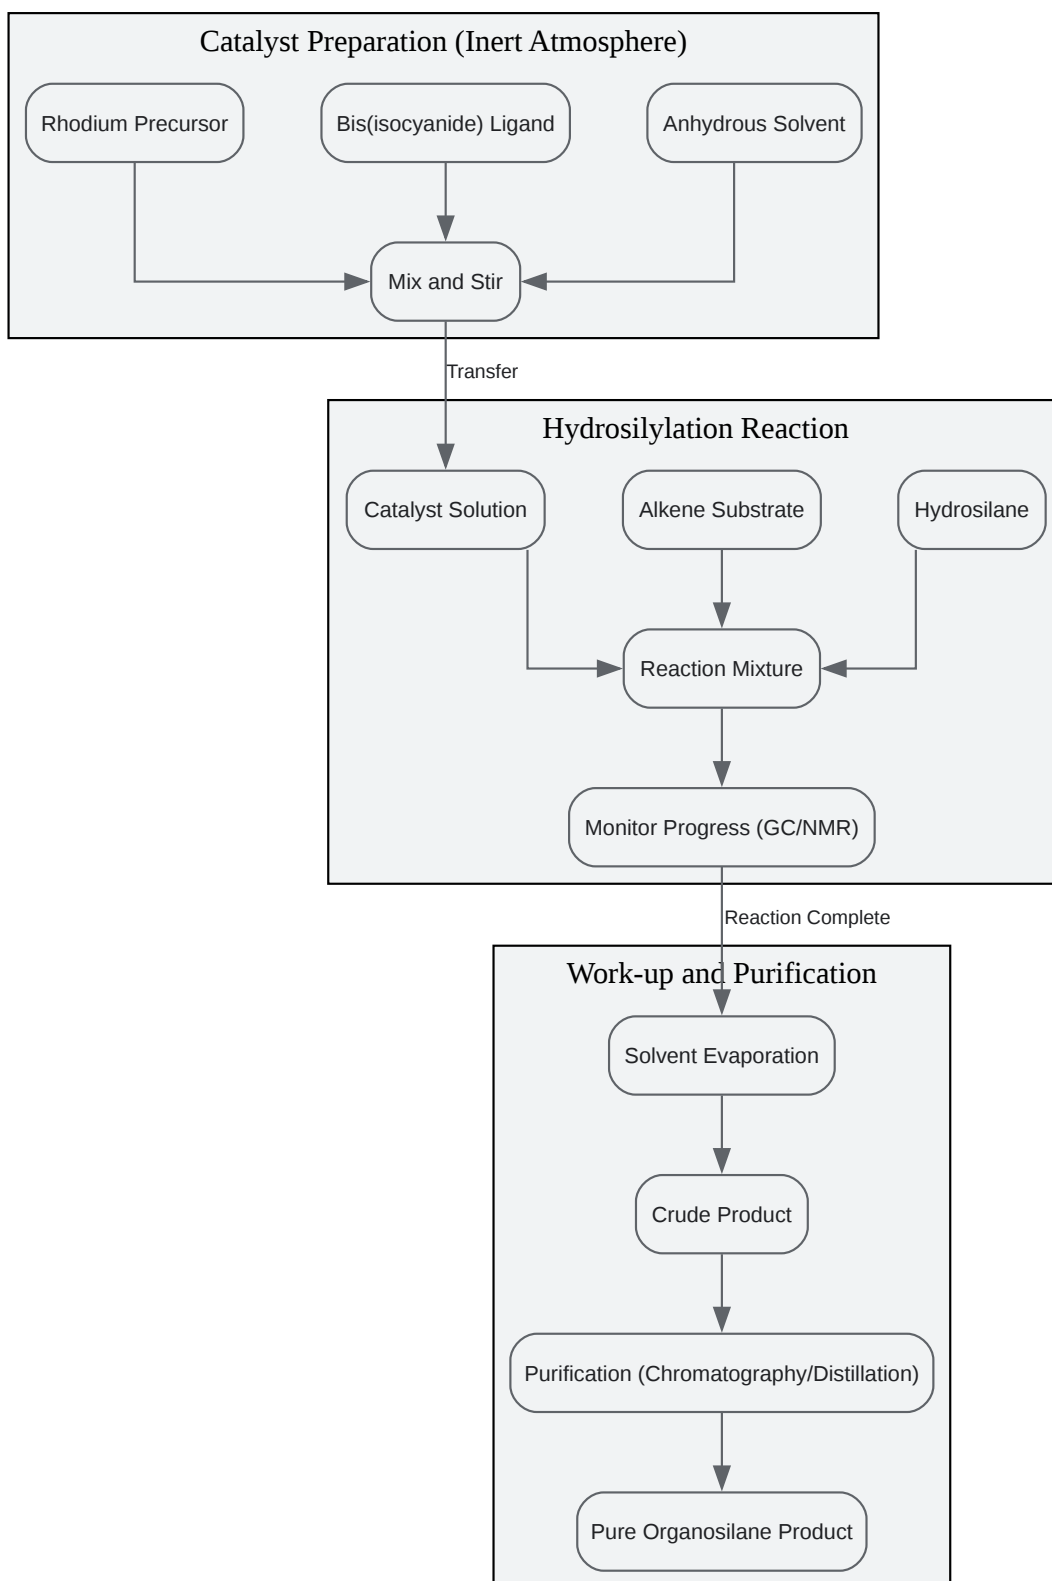 Catalyst Preparation (Inert Atmosphere)
Rhodium Precursor
Bis(isocyanide) Ligand
Anhydrous Solvent
Mix and Stir
Transfer
Hydrosilylation Reaction
Catalyst Solution
Alkene Substrate
Hydrosilane
Reaction Mixture
Monitor Progress (GC/NMR)
Reaction Complete
Work-up and Purification
Solvent Evaporation
Crude Product
Purification (Chromatography/Distillation)
Pure Organosilane Product